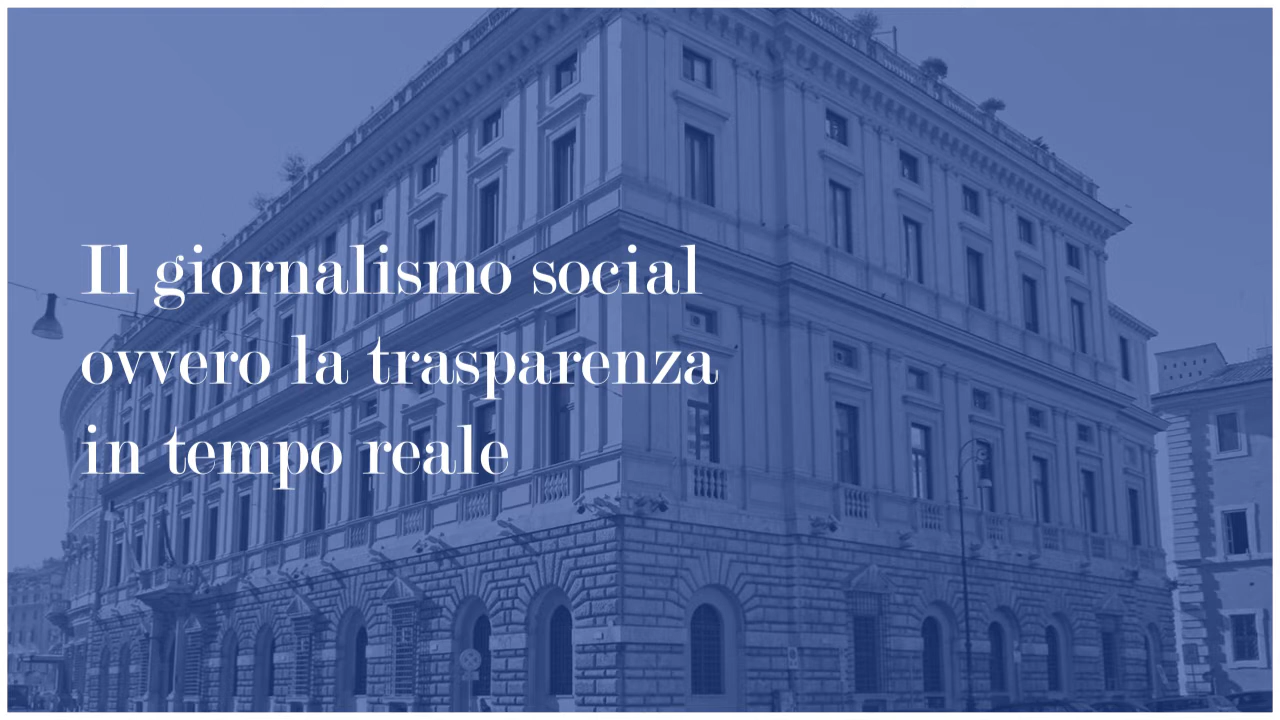 Il giornalismo social
ovvero la trasparenza
in tempo reale